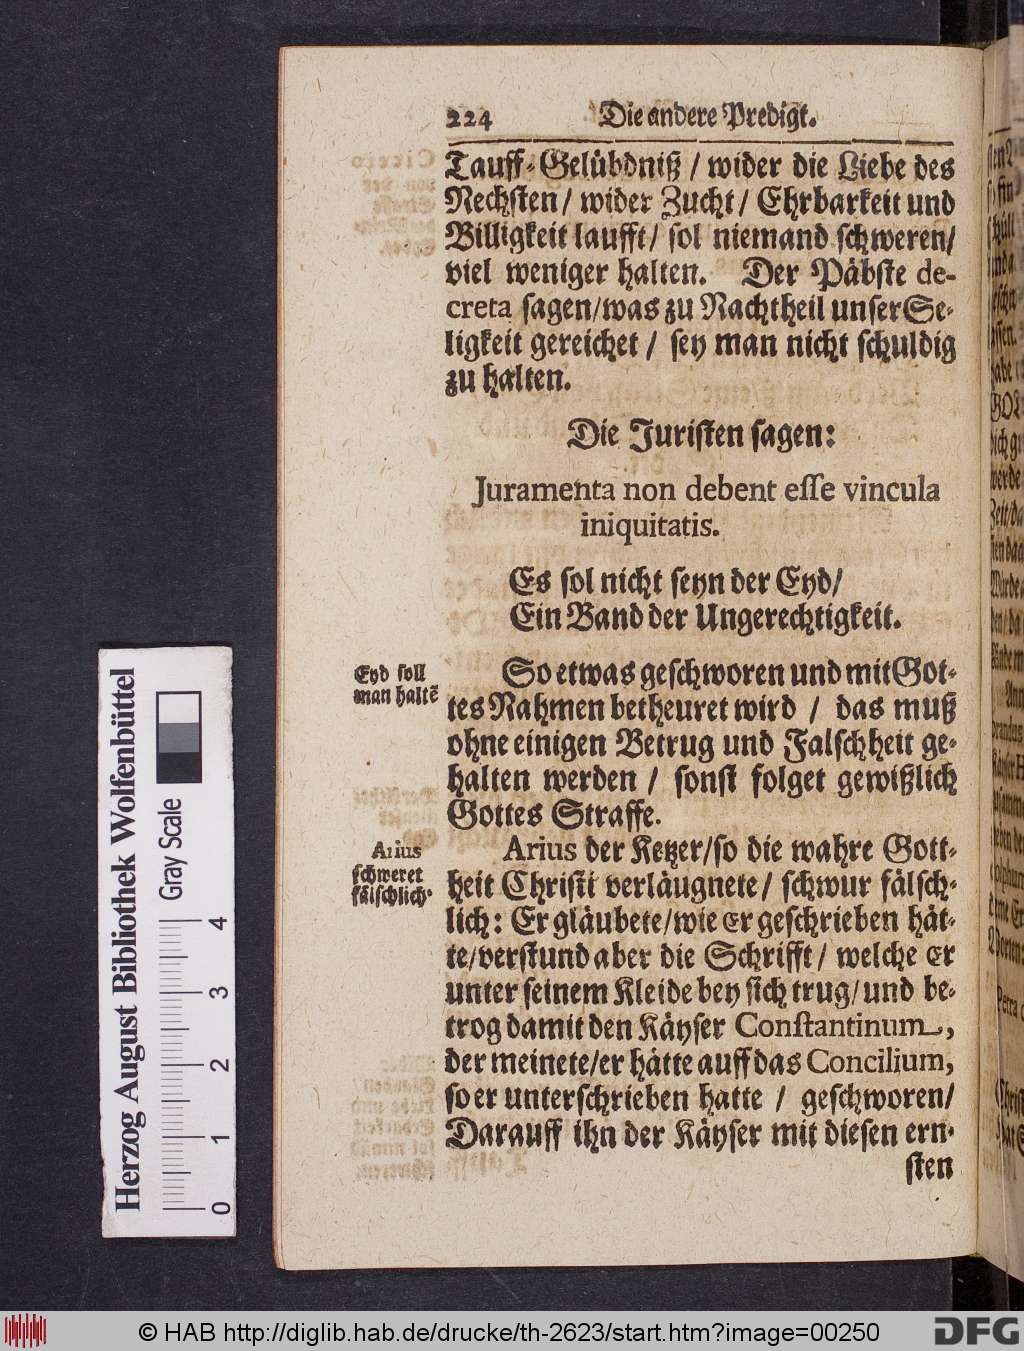 224 Die andere Predigt.
Tauff-Gelübdniß / wider die Liebe des
Nechsten / wider Zucht / Ehrbarkeit und
Billigkeit laufft / sol niemand schweren /
viel weniger halten. Der Päbste de-
creta sagen / was zu Nachtheil unser Se-
ligkeit gereichet / sey man nicht schuldig
zu halten.
Die Juristen sagen:
Juramenta non debent esse vincula
iniquitatis.
Es sol nicht seyn der Eyd /
Ein Band der Ungerechtigkeit.
Eyd soll
man haltē
So etwas geschworen und mit Got-
tes Nahmen betheuret wird / das muß
ohne einigen Betrug und Falschheit ge-
halten werden / sonst folget gewißlich
Gottes Straffe.
Arius
schweret
fälschlich.
Arius der Ketzer / so die wahre Gott-
heit Christi verläugnete / schwur fälsch-
lich: Er gläubete / wie er geschrieben hät-
te / verstund aber die Schrifft / welche er
unter seinem Kleide bey sich trug / und be-
trog damit den Käyser Constantinum,
der meinete / er hätte auff das Concilium,
so er unterschrieben hatte / geschworen /
Darauff ihn der Käyser mit diesen ern-
sten
Herzog August Bibliothek Wolfenbüttel
Gray Scale
0 1 2 3 4
© HAB http://diglib.hab.de/drucke/th-2623/start.htm?image=00250
DFG